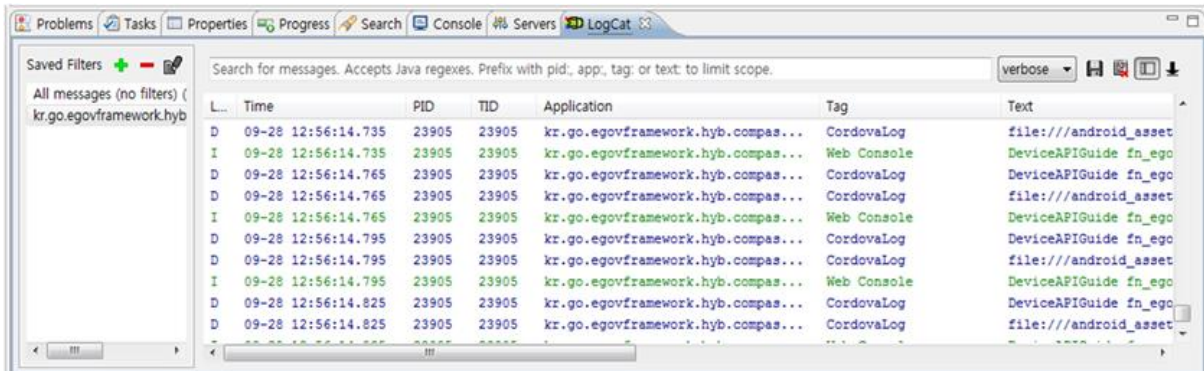 Problems Tasks Properties Progress Search Console Servers LogCat
Saved Filters
Search for messages. Accepts Java regexes. Prefix with pid:, app:, tag: or text: to limit scope.
verbose
All messages (no filters) (
kr.go.egovframework.hyb
L... Time PID TID Application Tag Text
D 09-28 12:56:14.735 23905 23905 kr.go.egovframework.hyb.compas... CordovaLog file:///android_asset
I 09-28 12:56:14.735 23905 23905 kr.go.egovframework.hyb.compas... Web Console DeviceAPIGuide fn_ego
D 09-28 12:56:14.765 23905 23905 kr.go.egovframework.hyb.compas... CordovaLog DeviceAPIGuide fn_ego
D 09-28 12:56:14.765 23905 23905 kr.go.egovframework.hyb.compas... CordovaLog file:///android_asset
I 09-28 12:56:14.765 23905 23905 kr.go.egovframework.hyb.compas... Web Console DeviceAPIGuide fn_ego
D 09-28 12:56:14.795 23905 23905 kr.go.egovframework.hyb.compas... CordovaLog DeviceAPIGuide fn_ego
D 09-28 12:56:14.795 23905 23905 kr.go.egovframework.hyb.compas... CordovaLog file:///android_asset
I 09-28 12:56:14.795 23905 23905 kr.go.egovframework.hyb.compas... Web Console DeviceAPIGuide fn_ego
D 09-28 12:56:14.825 23905 23905 kr.go.egovframework.hyb.compas... CordovaLog DeviceAPIGuide fn_ego
D 09-28 12:56:14.825 23905 23905 kr.go.egovframework.hyb.compas... CordovaLog file:///android_asset